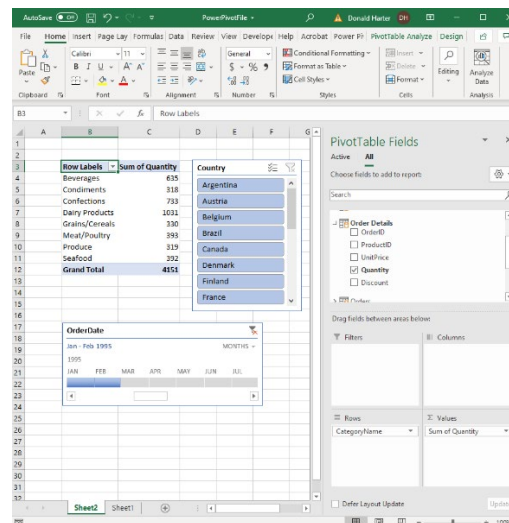 AutoSave Off PowerPivotFile Donald Harter DH
File Home Insert Page Lay Formulas Data Review View Develope Help Acrobat Power Pi PivotTable Analyze Design
Paste Calibri 11 General Conditional Formatting Insert Editing Analyze Data
B I U A A $ % 9 Format as Table Delete
Cell Styles Format
Clipboard Font Alignment Number Styles Cells Analysis
B3 fx Row Labels
A B C D E F G
Row Labels Sum of Quantity
Beverages 635
Condiments 318
Confections 733
Dairy Products 1031
Grains/Cereals 330
Meat/Poultry 393
Produce 319
Seafood 392
Grand Total 4151
Country
Argentina
Austria
Belgium
Brazil
Canada
Denmark
Finland
France
OrderDate
Jan - Feb 1995 MONTHS
1995
JAN FEB MAR APR MAY JUN JUL
PivotTable Fields
Active All
Choose fields to add to report:
Search
Order Details
OrderID
ProductID
UnitPrice
Quantity
Discount
Orders
Drag fields between areas below:
Filters Columns
Rows Values
CategoryName Sum of Quantity
Defer Layout Update Update
Sheet2 Sheet1
100%